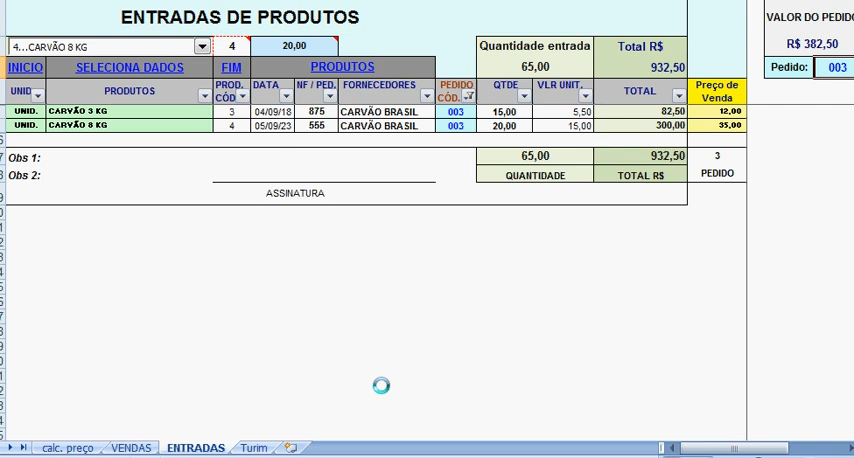 ENTRADAS DE PRODUTOS
VALOR DO PEDIDO
4...CARVÃO 8 KG 4 20,00 Quantidade entrada Total R$ R$ 382,50
INICIO SELECIONA DADOS FIM PRODUTOS 65,00 932,50 Pedido: 003
UNID PRODUTOS PROD. CÓD DATA NF / PED. FORNECEDORES PEDIDO CÓD. QTDE VLR UNIT. TOTAL Preço de Venda
UNID. CARVÃO 3 KG 3 04/09/18 875 CARVÃO BRASIL 003 15,00 5,50 82,50 12,00
UNID. CARVÃO 8 KG 4 05/09/23 555 CARVÃO BRASIL 003 20,00 15,00 300,00 35,00
Obs 1: 65,00 932,50 3
Obs 2: QUANTIDADE TOTAL R$ PEDIDO
ASSINATURA
calc. preço VENDAS ENTRADAS Turim